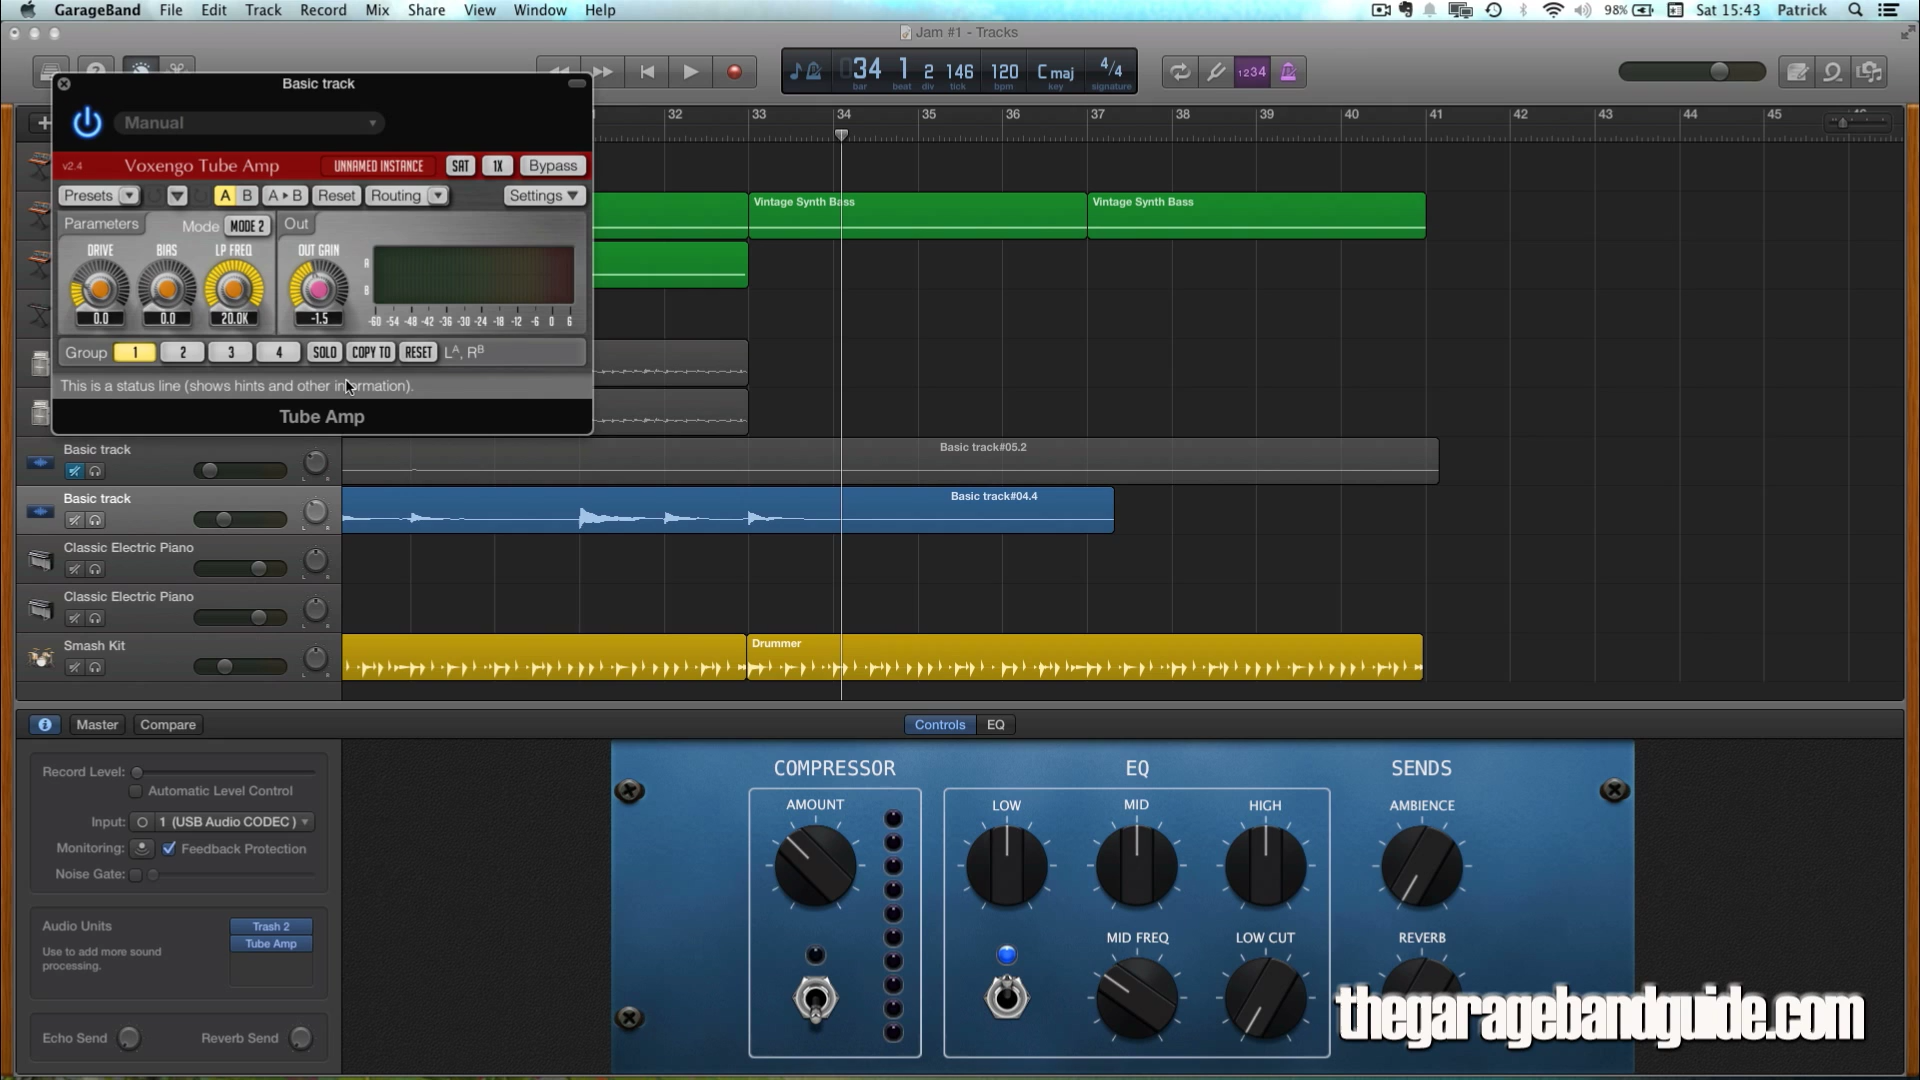 GarageBand File Edit Track Record Mix Share View Window Help 98% Sat 15:43 Patrick
Jam #1 - Tracks
34 1 2 146 120 C maj 4/4
bar beat div tick bpm key signature
1234
Basic track
Manual
v2.4 Voxengo Tube Amp UNNAMED INSTANCE SAT 1X Bypass
Presets A B A▸B Reset Routing Settings
Parameters Mode MODE 2 Out
DRIVE BIAS LP FREQ OUT GAIN
A
B
0.0 0.0 20.0K -1.5
-60 -54 -48 -42 -36 -30 -24 -18 -12 -6 0 6
Group 1 2 3 4 SOLO COPY TO RESET Lᴬ, Rᴮ
This is a status line (shows hints and other information).
Tube Amp
32 33 34 35 36 37 38 39 40 41 42 43 44 45
Vintage Synth Bass
Vintage Synth Bass
Basic track
Basic track#05.2
Basic track
Basic track#04.4
Classic Electric Piano
Classic Electric Piano
Smash Kit
Drummer
Master Compare Controls EQ
Record Level:
Automatic Level Control
Input: 1 (USB Audio CODEC )
Monitoring: Feedback Protection
Noise Gate:
Audio Units
Use to add more sound
processing.
Trash 2
Tube Amp
Echo Send Reverb Send
COMPRESSOR EQ SENDS
AMOUNT LOW MID HIGH AMBIENCE
MID FREQ LOW CUT REVERB
thegaragebandguide.com